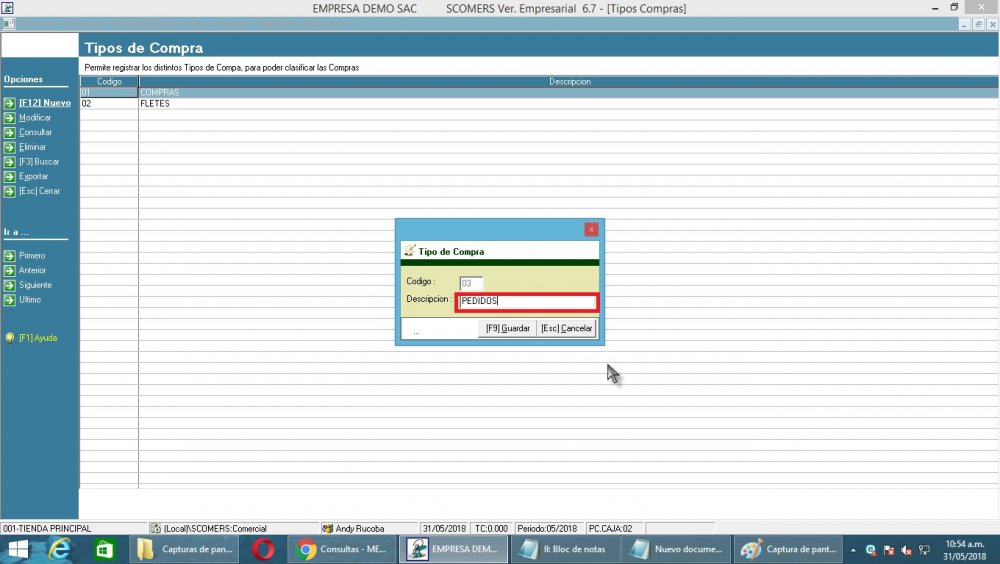 EMPRESA DEMO SAC SCOMERS Ver. Empresarial 6.7 - [Tipos Compras]
Tipos de Compra
Permite registrar los distintos Tipos de Compa, para poder clasificar las Compras
Opciones
[F12] Nuevo
Modificar
Consultar
Eliminar
[F3] Buscar
Exportar
[Esc] Cerrar
Ir a ...
Primero
Anterior
Siguiente
Ultimo
[F1] Ayuda
Codigo Descripcion
01 COMPRAS
02 FLETES
Tipo de Compra
Codigo : 03
Descripcion : PEDIDOS
... [F9] Guardar [Esc] Cancelar
001-TIENDA PRINCIPAL (Local)\SCOMERS:Comercial Andy Rucoba 31/05/2018 TC:0.000 Periodo:05/2018 PC.CAJA:02
Capturas de pan... Consultas - ME... EMPRESA DEM... II: Bloc de notas Nuevo docume... Captura de pant... 10:54 a.m.
31/05/2018